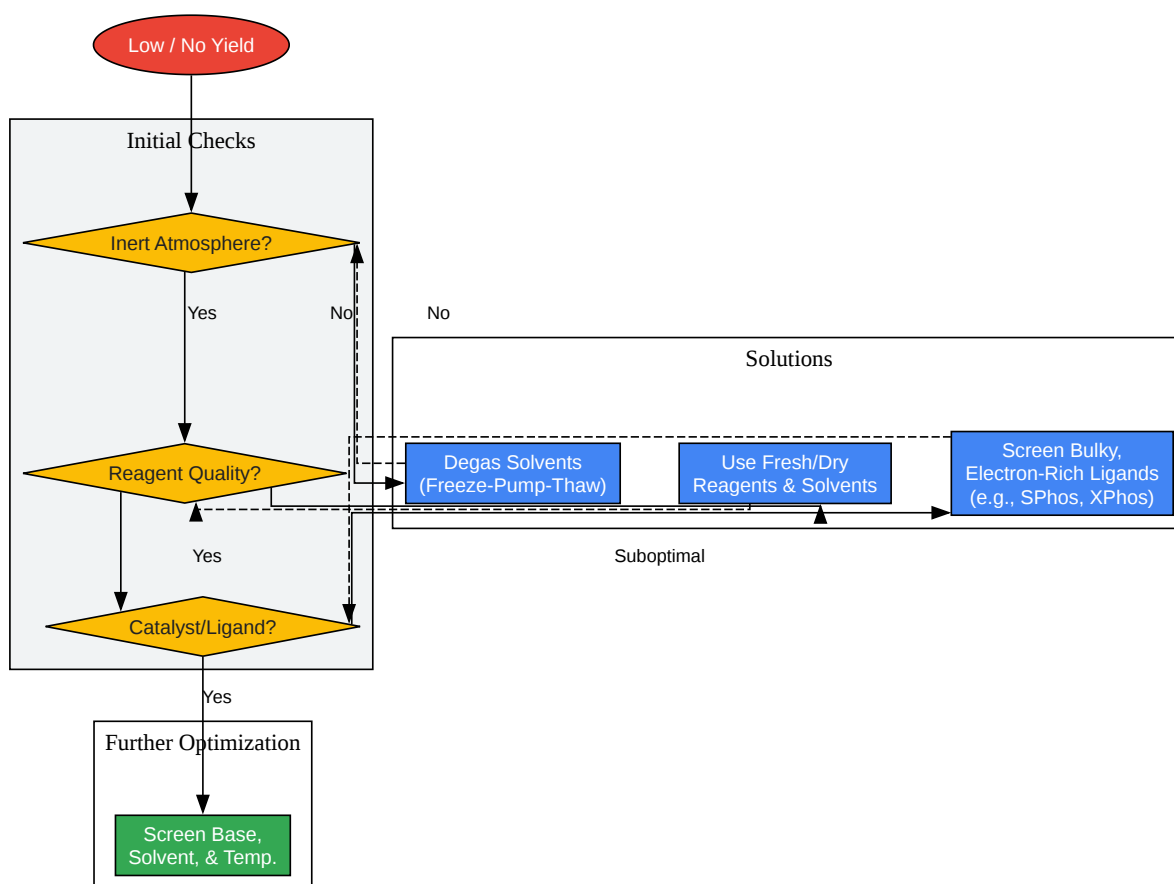 Low / No Yield
Initial Checks
Inert Atmosphere?
Yes
No
No
Solutions
Reagent Quality?
Degas Solvents
(Freeze-Pump-Thaw)
Use Fresh/Dry
Reagents & Solvents
Screen Bulky,
Electron-Rich Ligands
(e.g., SPhos, XPhos)
Yes
Suboptimal
Catalyst/Ligand?
Yes
Further Optimization
Screen Base,
Solvent, & Temp.